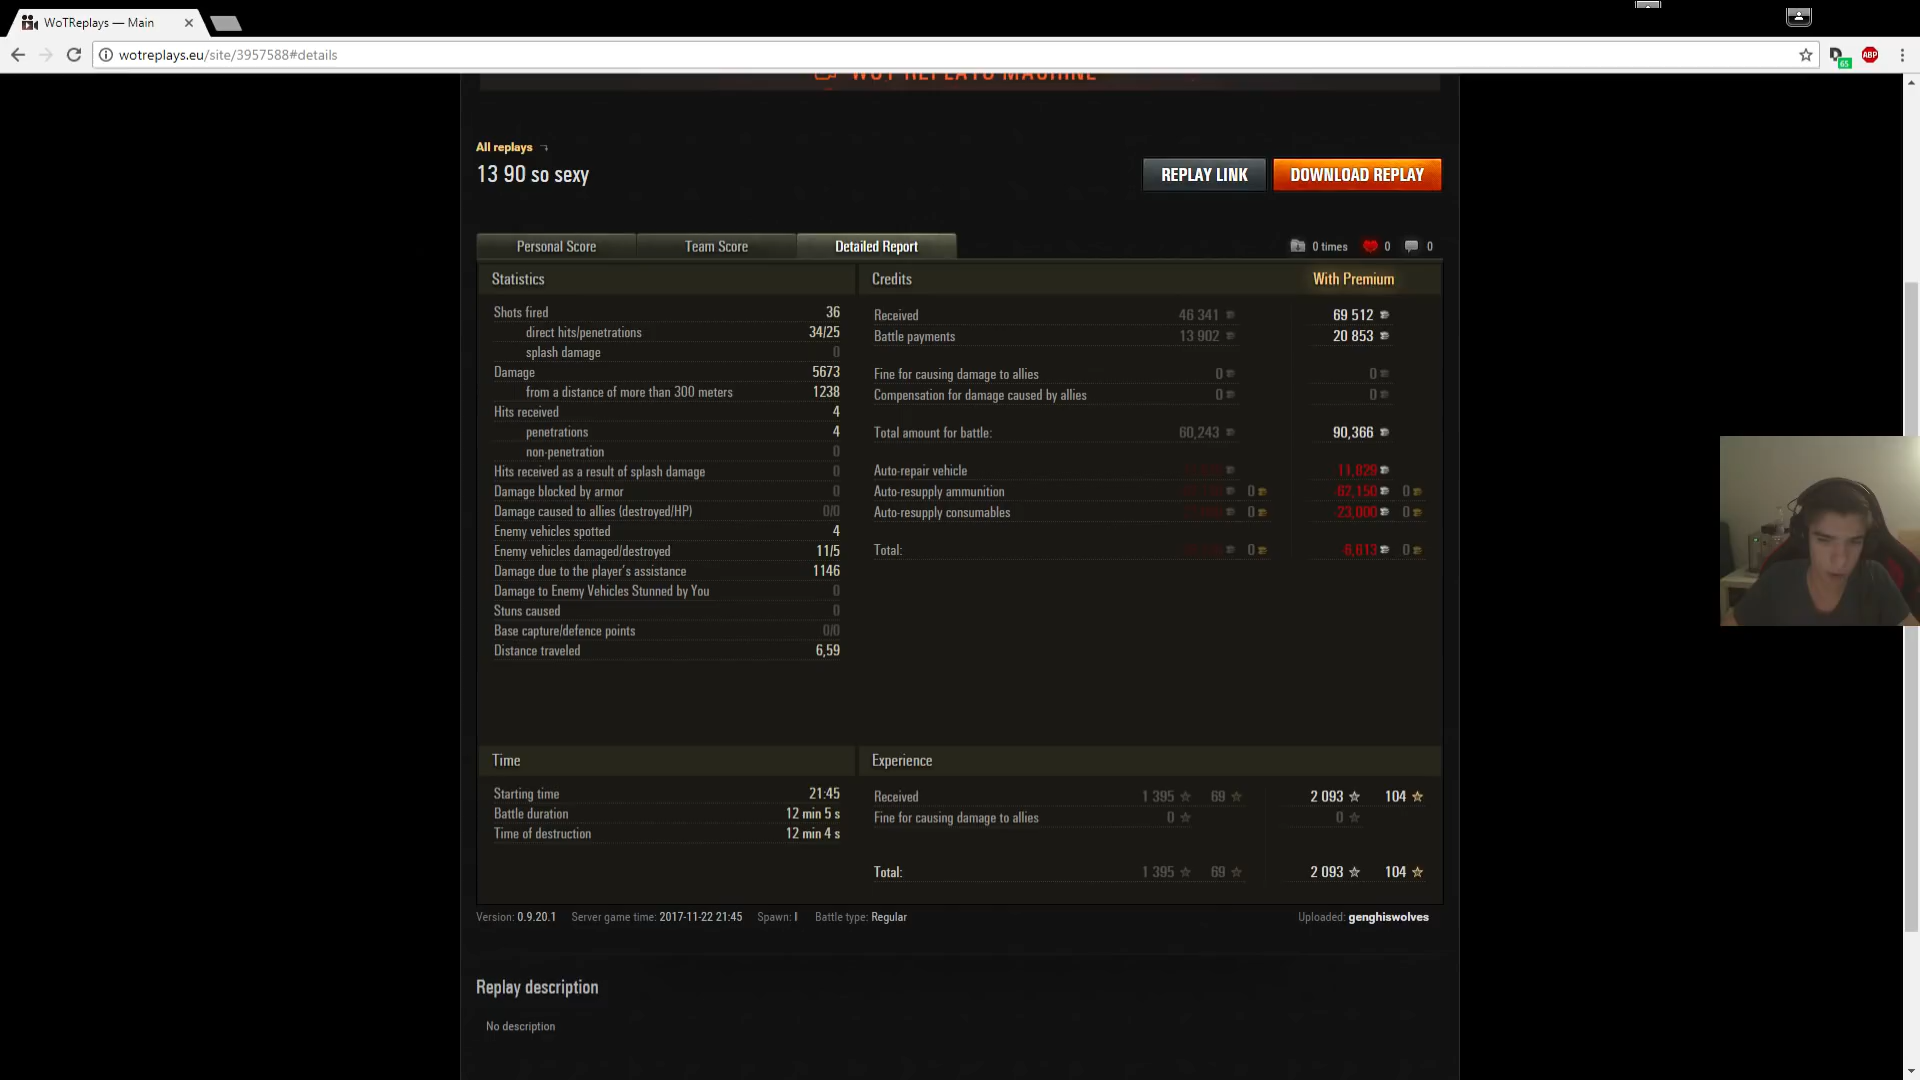 WoTReplays — Main
wotreplays.eu/site/3957588#details
65
ABP
WOT REPLAYS MACHINE
All replays
13 90 so sexy
REPLAY LINK
DOWNLOAD REPLAY
Personal Score
Team Score
Detailed Report
0 times 0 0
Statistics
Credits
With Premium
Shots fired 36
direct hits/penetrations 34/25
splash damage 0
Damage 5673
from a distance of more than 300 meters 1238
Hits received 4
penetrations 4
non-penetration 0
Hits received as a result of splash damage 0
Damage blocked by armor 0
Damage caused to allies (destroyed/HP) 0/0
Enemy vehicles spotted 4
Enemy vehicles damaged/destroyed 11/5
Damage due to the player's assistance 1146
Damage to Enemy Vehicles Stunned by You 0
Stuns caused 0
Base capture/defence points 0/0
Distance traveled 6,59
Received 46 341 69 512
Battle payments 13 902 20 853
Fine for causing damage to allies 0 0
Compensation for damage caused by allies 0 0
Total amount for battle: 60,243 90,366
Auto-repair vehicle 11,829
Auto-resupply ammunition 0 -62,150 0
Auto-resupply consumables 0 -23,000 0
Total: 0 -6,613 0
Time
Starting time 21:45
Battle duration 12 min 5 s
Time of destruction 12 min 4 s
Experience
Received 1 395 69 2 093 104
Fine for causing damage to allies 0 0
Total: 1 395 69 2 093 104
Version: 0.9.20.1 Server game time: 2017-11-22 21:45 Spawn: I Battle type: Regular
Uploaded: genghiswolves
Replay description
No description